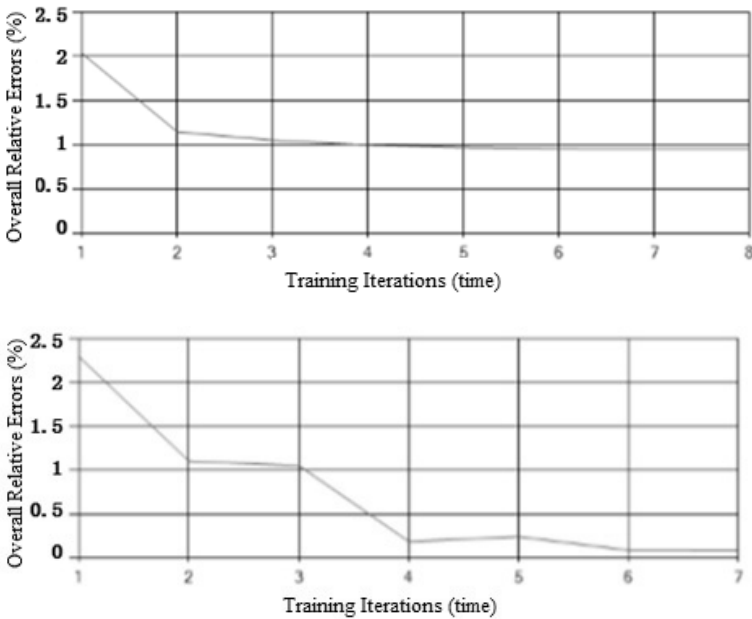 Overall Relative Errors (%)
2.5
2
1.5
1
0.5
0
1 2 3 4 5 6 7 8
Training Iterations (time)
Overall Relative Errors (%)
2.5
2
1.5
1
0.5
0
1 2 3 4 5 6 7
Training Iterations (time)